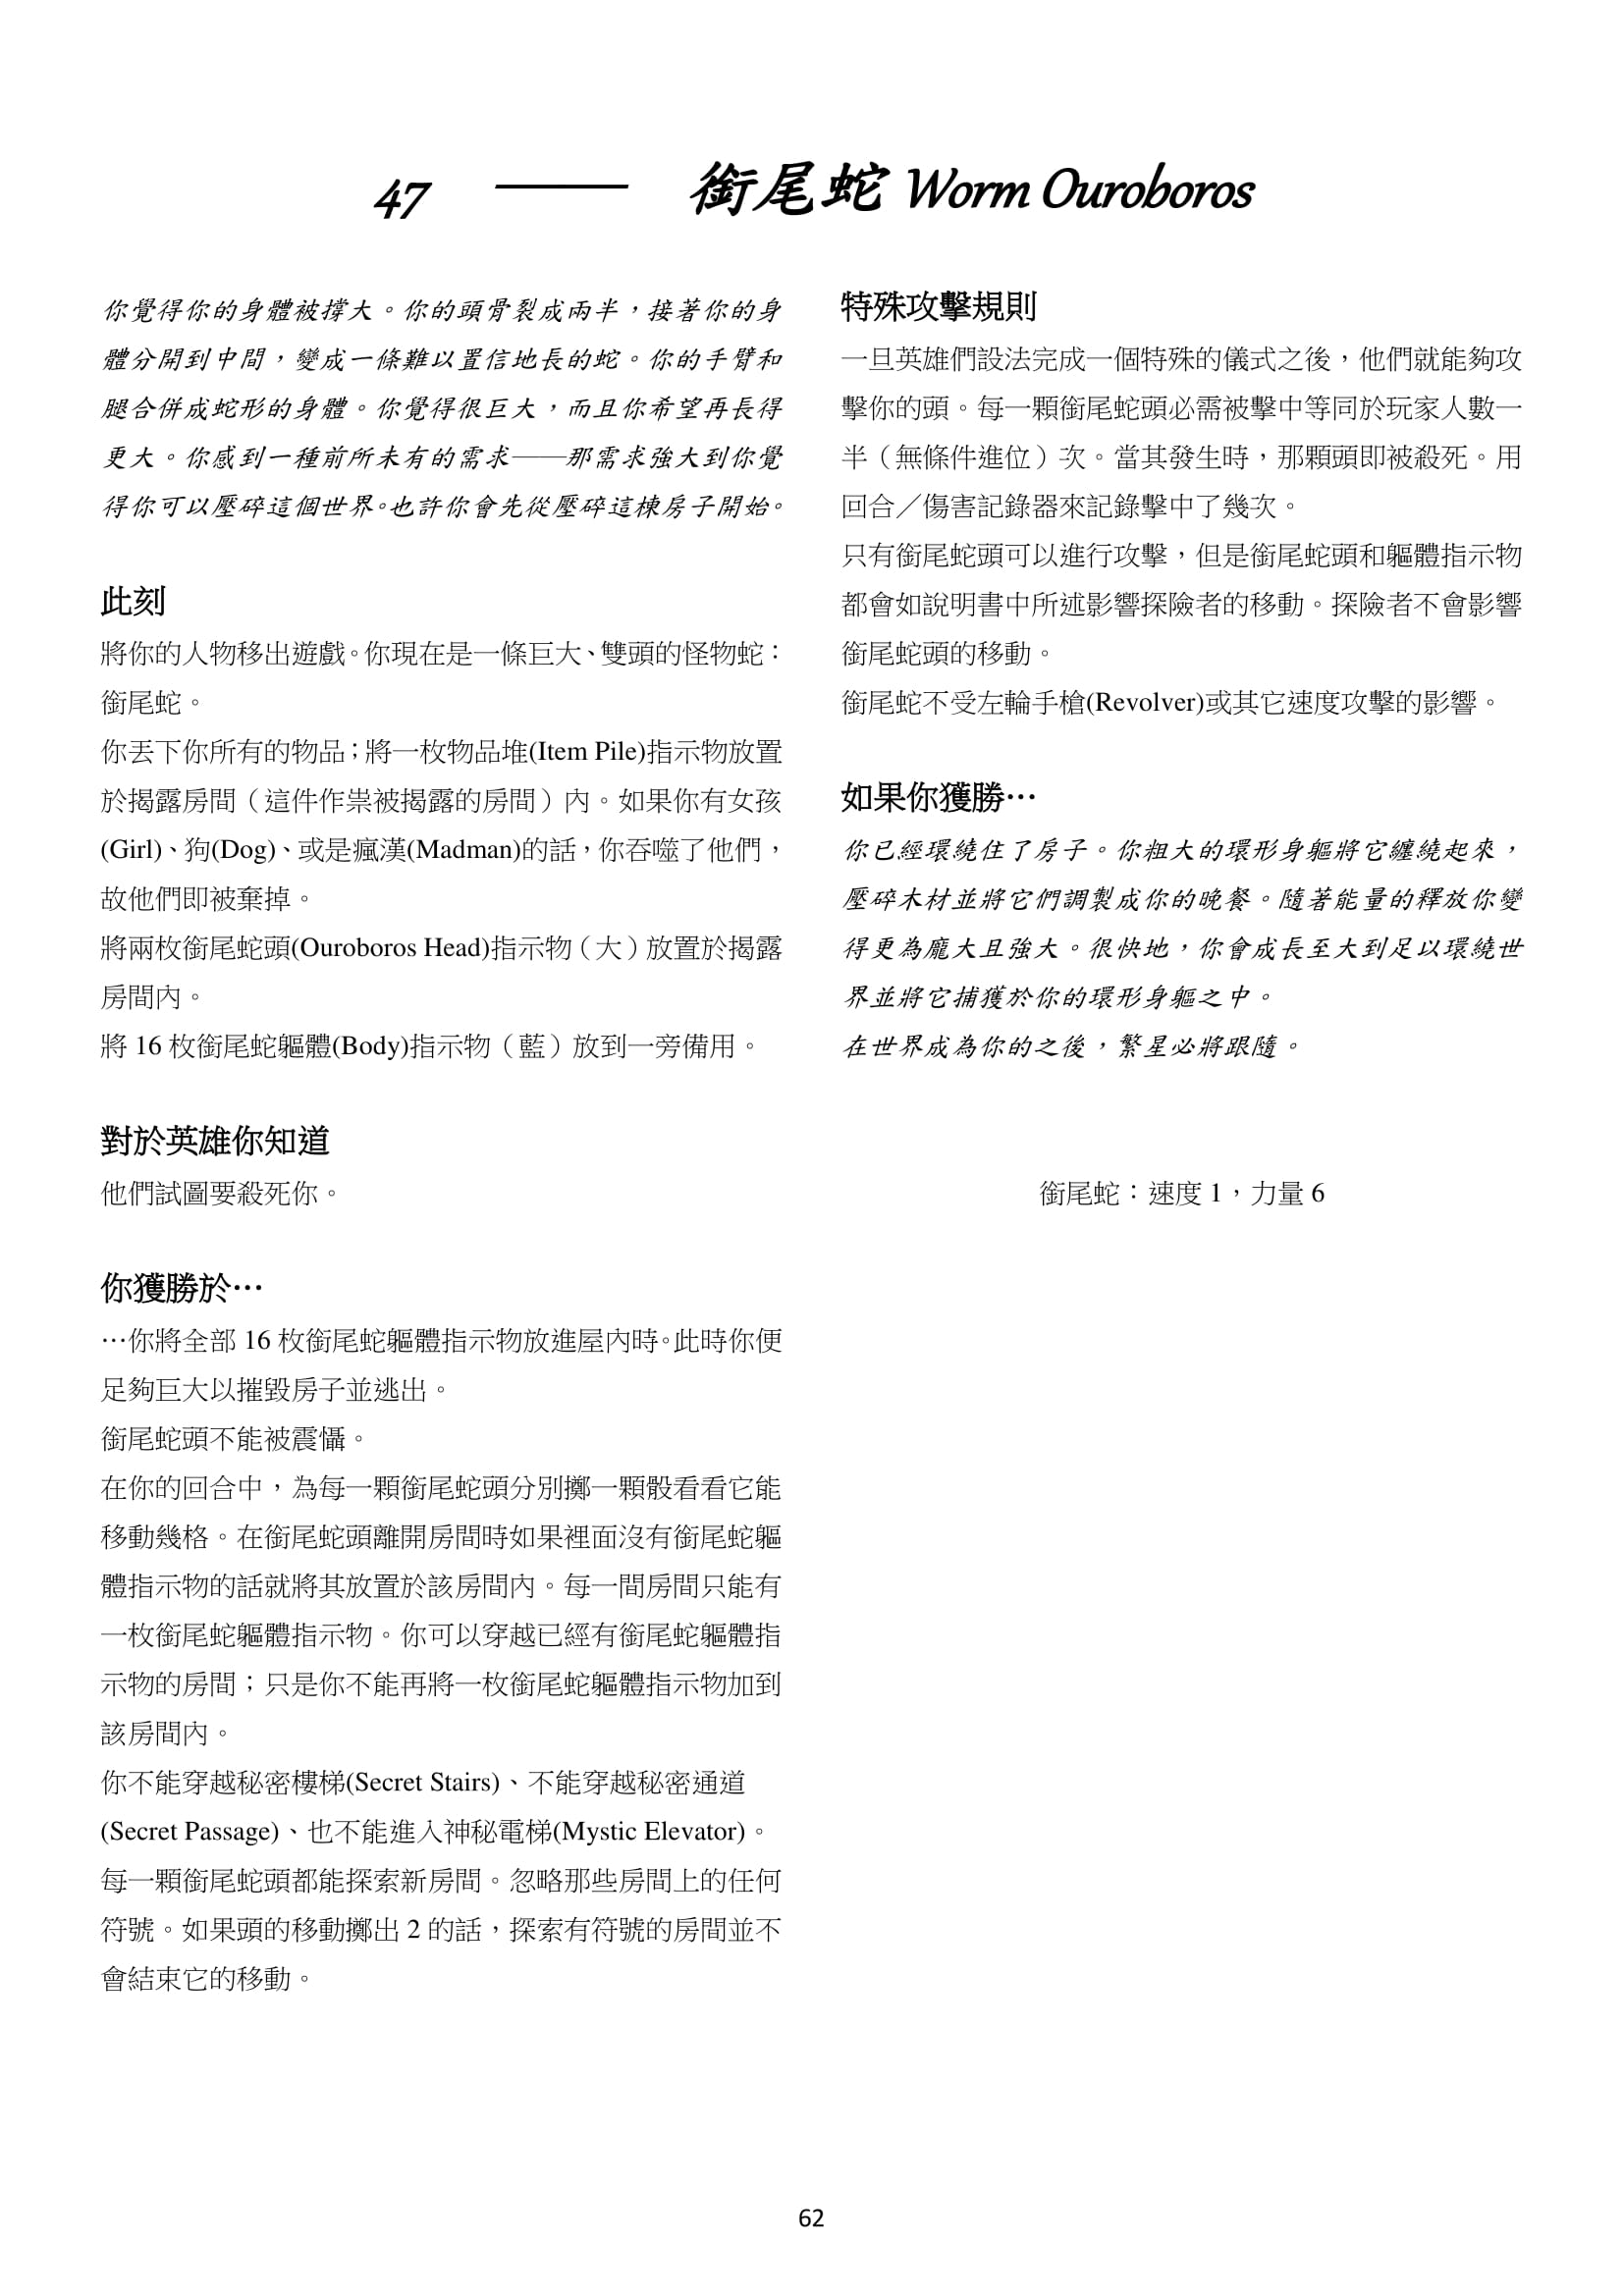 47 —— 銜尾蛇 Worm Ouroboros
你覺得你的身體被撐大。你的頭骨裂成兩半，接著你的身
體分開到中間，變成一條難以置信地長的蛇。你的手臂和
腿合併成蛇形的身體。你覺得很巨大，而且你希望再長得
更大。你感到一種前所未有的需求——那需求強大到你覺
得你可以壓碎這個世界。也許你會先從壓碎這棟房子開始。
此刻
將你的人物移出遊戲。你現在是一條巨大、雙頭的怪物蛇：
銜尾蛇。
你丟下你所有的物品；將一枚物品堆(Item Pile)指示物放置
於揭露房間（這件作祟被揭露的房間）內。如果你有女孩
(Girl)、狗(Dog)、或是瘋漢(Madman)的話，你吞噬了他們，
故他們即被棄掉。
將兩枚銜尾蛇頭(Ouroboros Head)指示物（大）放置於揭露
房間內。
將 16 枚銜尾蛇軀體(Body)指示物（藍）放到一旁備用。
對於英雄你知道
他們試圖要殺死你。
你獲勝於…
…你將全部 16 枚銜尾蛇軀體指示物放進屋內時。此時你便
足夠巨大以摧毀房子並逃出。
銜尾蛇頭不能被震懾。
在你的回合中，為每一顆銜尾蛇頭分別擲一顆骰看看它能
移動幾格。在銜尾蛇頭離開房間時如果裡面沒有銜尾蛇軀
體指示物的話就將其放置於該房間內。每一間房間只能有
一枚銜尾蛇軀體指示物。你可以穿越已經有銜尾蛇軀體指
示物的房間；只是你不能再將一枚銜尾蛇軀體指示物加到
該房間內。
你不能穿越秘密樓梯(Secret Stairs)、不能穿越秘密通道
(Secret Passage)、也不能進入神秘電梯(Mystic Elevator)。
每一顆銜尾蛇頭都能探索新房間。忽略那些房間上的任何
符號。如果頭的移動擲出 2 的話，探索有符號的房間並不
會結束它的移動。
特殊攻擊規則
一旦英雄們設法完成一個特殊的儀式之後，他們就能夠攻
擊你的頭。每一顆銜尾蛇頭必需被擊中等同於玩家人數一
半（無條件進位）次。當其發生時，那顆頭即被殺死。用
回合／傷害記錄器來記錄擊中了幾次。
只有銜尾蛇頭可以進行攻擊，但是銜尾蛇頭和軀體指示物
都會如說明書中所述影響探險者的移動。探險者不會影響
銜尾蛇頭的移動。
銜尾蛇不受左輪手槍(Revolver)或其它速度攻擊的影響。
如果你獲勝…
你已經環繞住了房子。你粗大的環形身軀將它纏繞起來，
壓碎木材並將它們調製成你的晚餐。隨著能量的釋放你變
得更為龐大且強大。很快地，你會成長至大到足以環繞世
界並將它捕獲於你的環形身軀之中。
在世界成為你的之後，繁星必將跟隨。
銜尾蛇：速度 1，力量 6
62